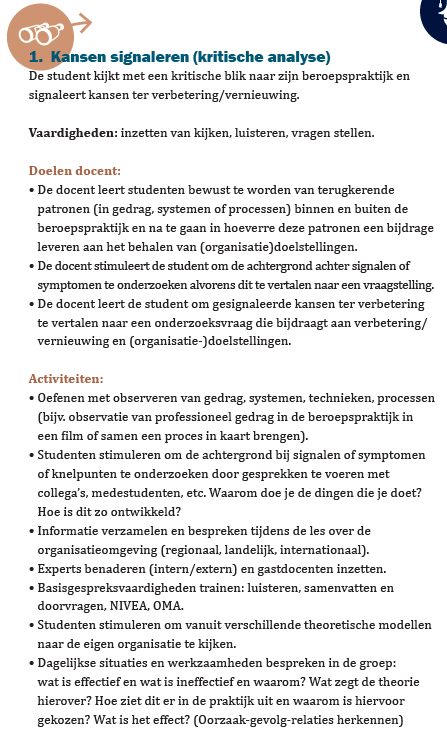 1. Kansen signaleren (kritische analyse)
De student kijkt met een kritische blik naar zijn beroepspraktijk en
signaleert kansen ter verbetering/vernieuwing.
Vaardigheden: inzetten van kijken, luisteren, vragen stellen.
Doelen docent:
• De docent leert studenten bewust te worden van terugkerende
patronen (in gedrag, systemen of processen) binnen en buiten de
beroepspraktijk en na te gaan in hoeverre deze patronen een bijdrage
leveren aan het behalen van (organisatie)doelstellingen.
• De docent stimuleert de student om de achtergrond achter signalen of
symptomen te onderzoeken alvorens dit te vertalen naar een vraagstelling.
• De docent leert de student om gesignaleerde kansen ter verbetering
te vertalen naar een onderzoeksvraag die bijdraagt aan verbetering/
vernieuwing en (organisatie-)doelstellingen.
Activiteiten:
• Oefenen met observeren van gedrag, systemen, technieken, processen
(bijv. observatie van professioneel gedrag in de beroepspraktijk in
een film of samen een proces in kaart brengen).
• Studenten stimuleren om de achtergrond bij signalen of symptomen
of knelpunten te onderzoeken door gesprekken te voeren met
collega's, medestudenten, etc. Waarom doe je de dingen die je doet?
Hoe is dit zo ontwikkeld?
• Informatie verzamelen en bespreken tijdens de les over de
organisatieomgeving (regionaal, landelijk, internationaal).
• Experts benaderen (intern/extern) en gastdocenten inzetten.
• Basisgespreksvaardigheden trainen: luisteren, samenvatten en
doorvragen, NIVEA, OMA.
• Studenten stimuleren om vanuit verschillende theoretische modellen
naar de eigen organisatie te kijken.
• Dagelijkse situaties en werkzaamheden bespreken in de groep:
wat is effectief en wat is ineffectief en waarom? Wat zegt de theorie
hierover? Hoe ziet dit er in de praktijk uit en waarom is hiervoor
gekozen? Wat is het effect? (Oorzaak-gevolg-relaties herkennen)